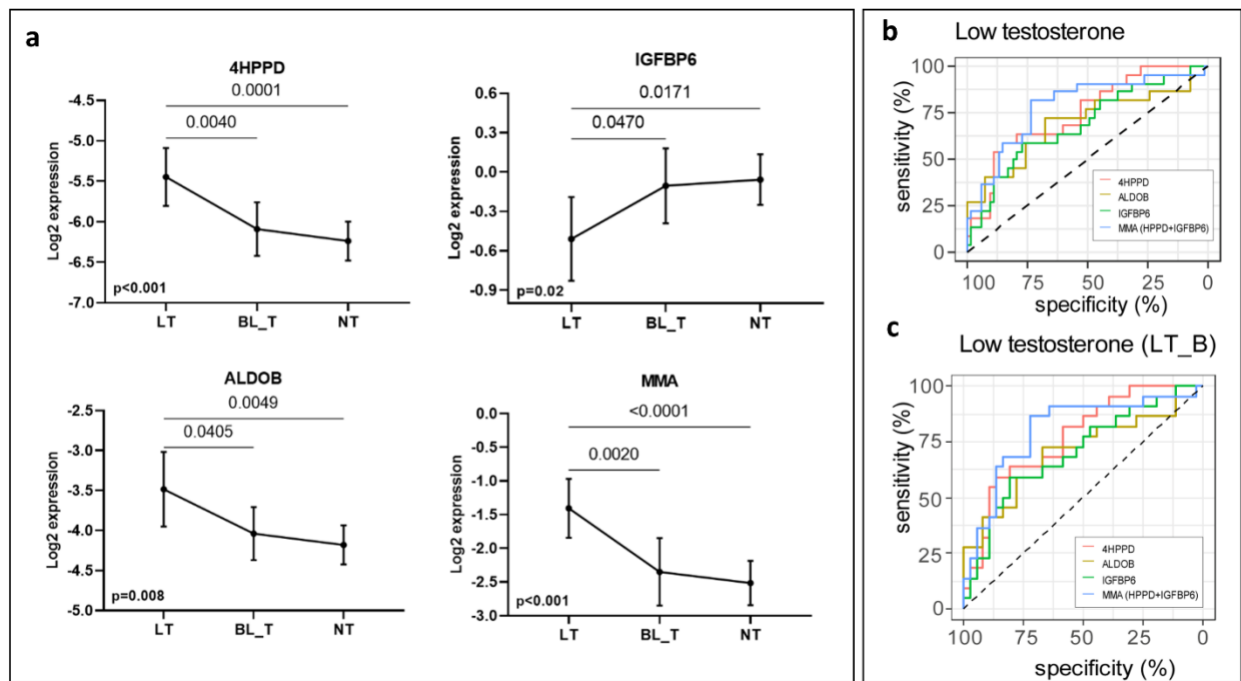 a
4HPPD
0.0001
0.0040
Log2 expression
-4.5
-5.0
-5.5
-6.0
-6.5
-7.0
p<0.001
LT BL_T NT
IGFBP6
0.0171
0.0470
Log2 expression
0.6
0.3
0.0
-0.3
-0.6
-0.9
p=0.02
LT BL_T NT
ALDOB
0.0049
0.0405
Log2 expression
-2.5
-3.0
-3.5
-4.0
-4.5
-5.0
p=0.008
LT BL_T NT
MMA
<0.0001
0.0020
Log2 expression
0.0
-0.5
-1.0
-1.5
-2.0
-2.5
-3.0
p<0.001
LT BL_T NT
b
Low testosterone
sensitivity (%)
100
75
50
25
0
4HPPD
ALDOB
IGFBP6
MMA (HPPD+IGFBP6)
100 75 50 25 0
specificity (%)
c
Low testosterone (LT_B)
sensitivity (%)
100
75
50
25
0
4HPPD
ALDOB
IGFBP6
MMA (HPPD+IGFBP6)
100 75 50 25 0
specificity (%)